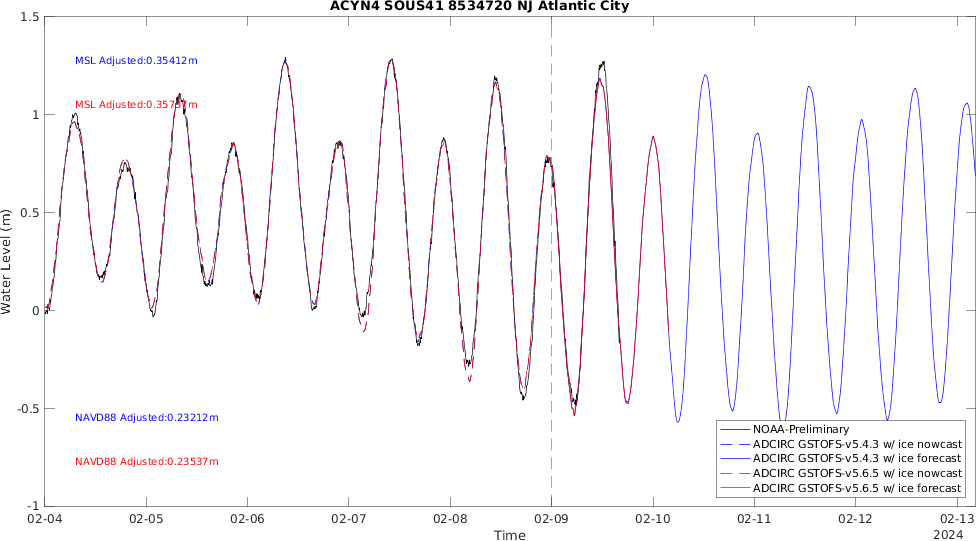 ACYN4 SOUS41 8534720 NJ Atlantic City
1.5
MSL Adjusted:0.35412m
MSL Adjusted:0.35737m
1
0.5
Water Level (m)
0
-0.5
NAVD88 Adjusted:0.23212m
NAVD88 Adjusted:0.23537m
NOAA-Preliminary
ADCIRC GSTOFS-v5.4.3 w/ ice nowcast
ADCIRC GSTOFS-v5.4.3 w/ ice forecast
ADCIRC GSTOFS-v5.6.5 w/ ice nowcast
ADCIRC GSTOFS-v5.6.5 w/ ice forecast
-1
02-04 02-05 02-06 02-07 02-08 02-09 02-10 02-11 02-12 02-13
Time
2024